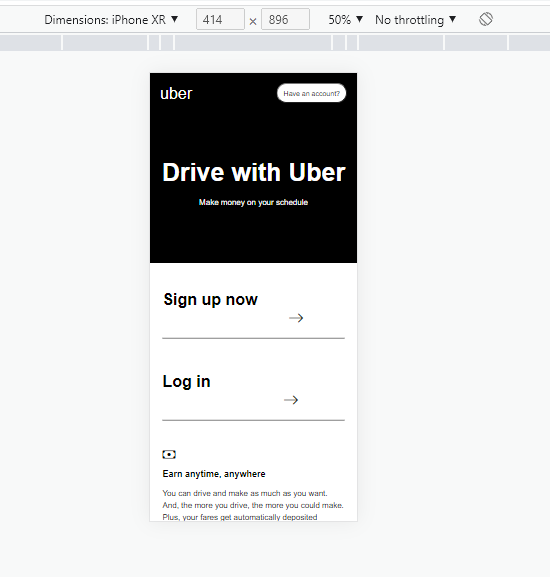 Dimensions: iPhone XR ▼ 414 × 896 50% ▼ No throttling ▼
uber Have an account?
Drive with Uber
Make money on your schedule
Sign up now
Log in
Earn anytime, anywhere
You can drive and make as much as you want.
And, the more you drive, the more you could make.
Plus, your fares get automatically deposited